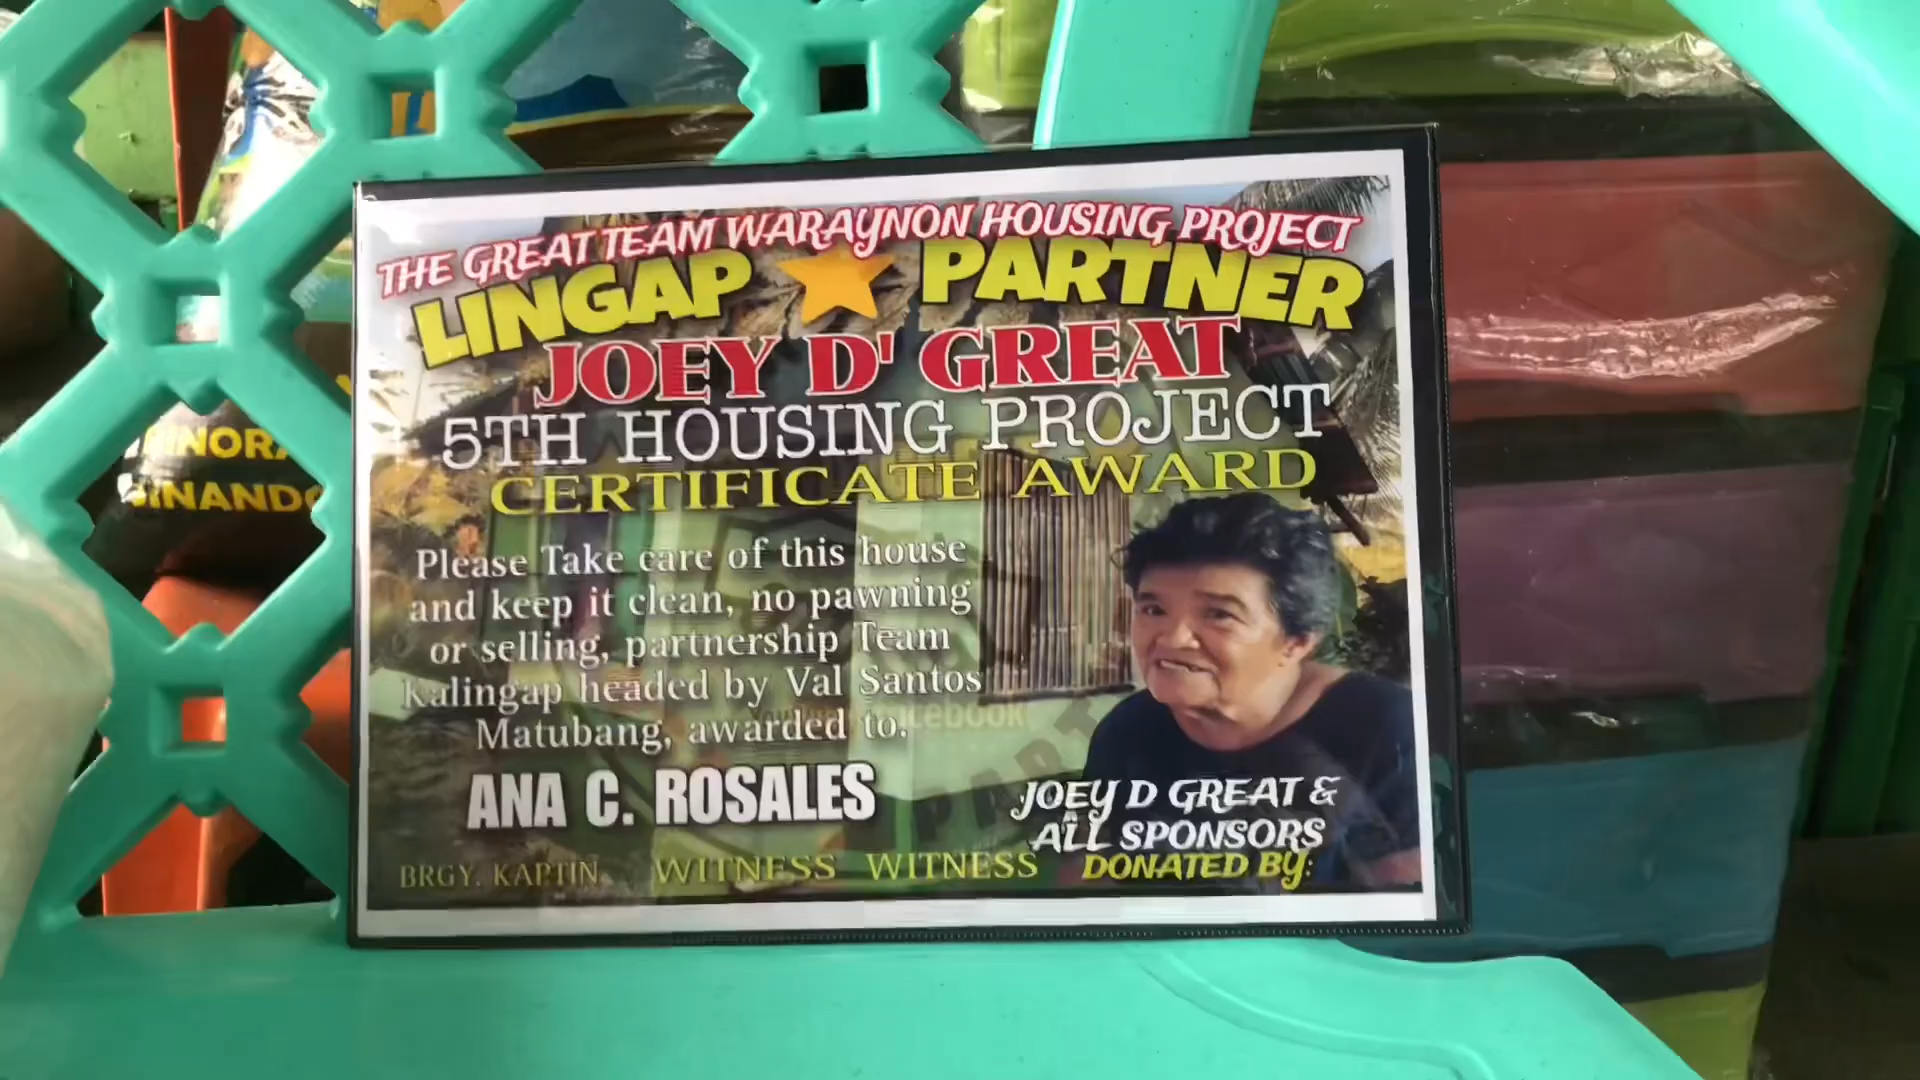 THE GREAT TEAM WARAYNON HOUSING PROJECT
LINGAP PARTNER
JOEY D' GREAT
5TH HOUSING PROJECT
CERTIFICATE AWARD
Please Take care of this house
and keep it clean, no pawning
or selling, partnership Team
Kalingap headed by Val Santos
Matubang, awarded to.
ANA C. ROSALES
JOEY D GREAT &
ALL SPONSORS
BRGY. KAPTIN WITNESS WITNESS DONATED BY: